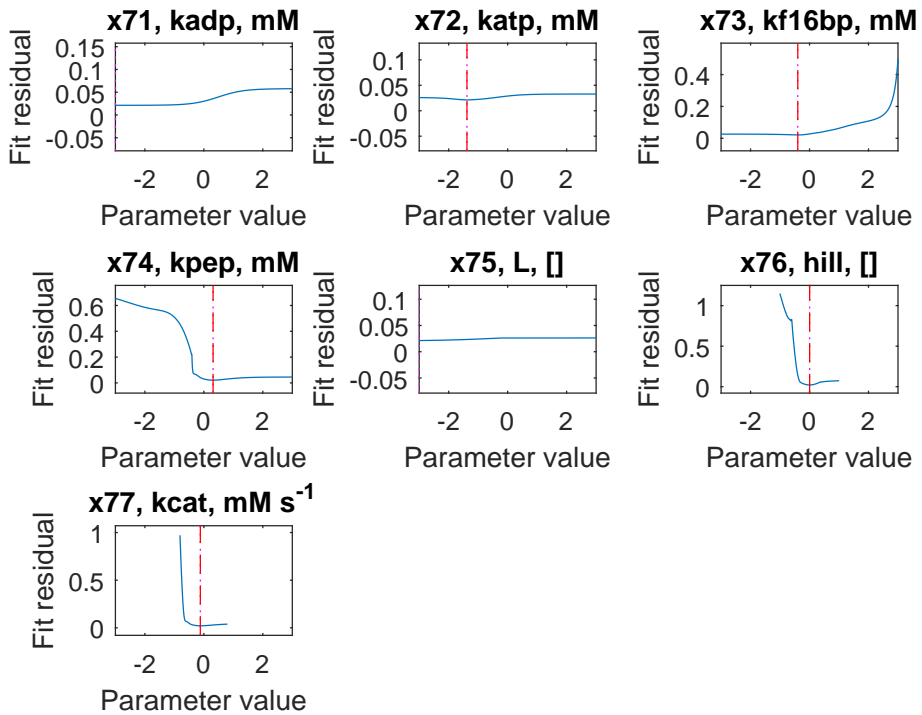 x71, kadp, mM
0.15
0.1
0.05
0
-0.05
Fit residual
-2 0 2
Parameter value
x72, katp, mM
0.1
0.05
0
-0.05
Fit residual
-2 0 2
Parameter value
x73, kf16bp, mM
0.4
0.2
0
Fit residual
-2 0 2
Parameter value
x74, kpep, mM
0.6
0.4
0.2
0
Fit residual
-2 0 2
Parameter value
x75, L, []
0.1
0.05
0
-0.05
Fit residual
-2 0 2
Parameter value
x76, hill, []
1
0.5
0
Fit residual
-2 0 2
Parameter value
x77, kcat, mM s⁻¹
1
0.5
0
Fit residual
-2 0 2
Parameter value